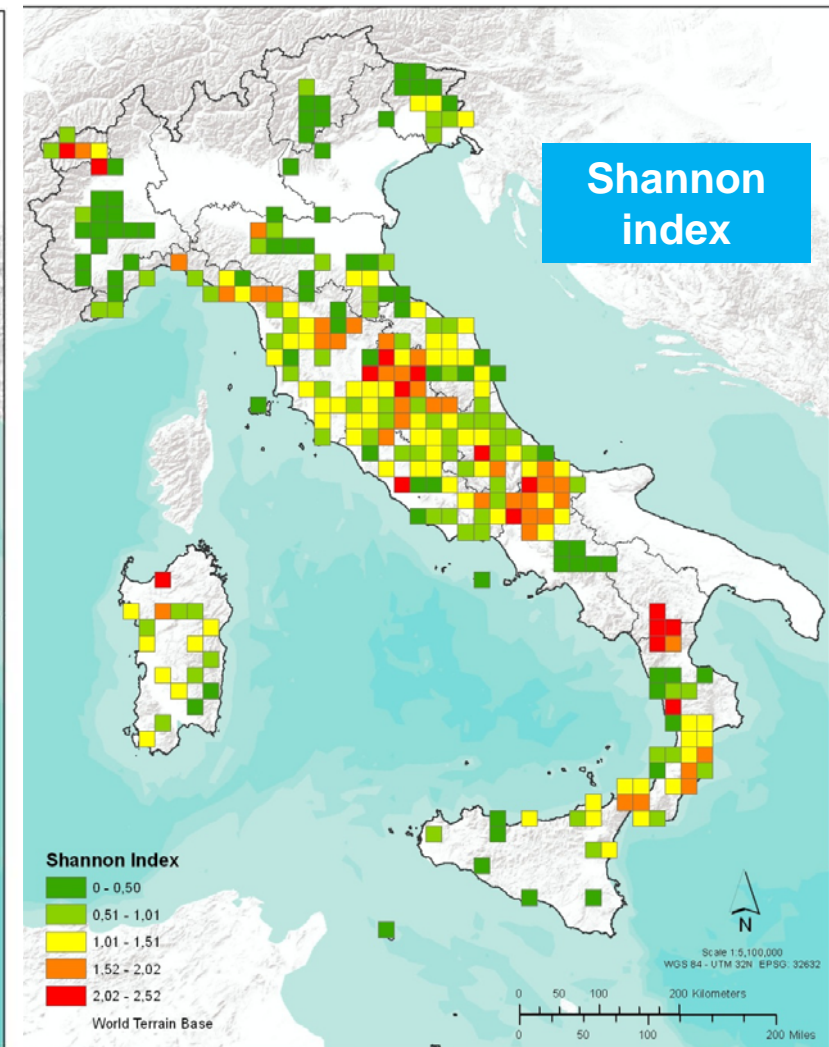 Shannon
index
Shannon Index
0 - 0,50
0,51 - 1,01
1,01 - 1,51
1,52 - 2,02
2,02 - 2,52
World Terrain Base
N
Scale 1:5,100,000
WGS 84 - UTM 32N EPSG: 32632
0 50 100 200 Kilometers
0 50 100 200 Miles